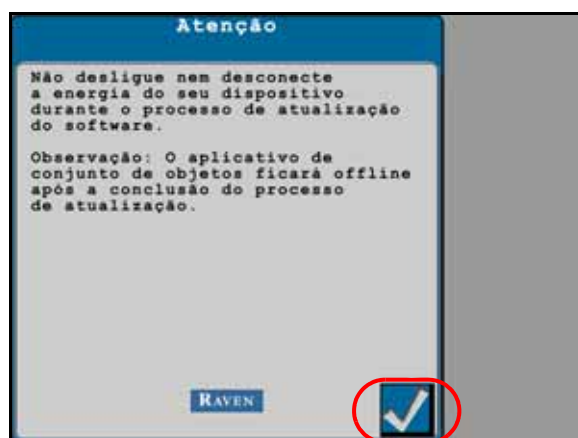 Atenção
Não desligue nem desconecte
a energia do seu dispositivo
durante o processo de atualização
do software.
Observação: O aplicativo de
conjunto de objetos ficará offline
após a conclusão do processo
de atualização.
RAVEN